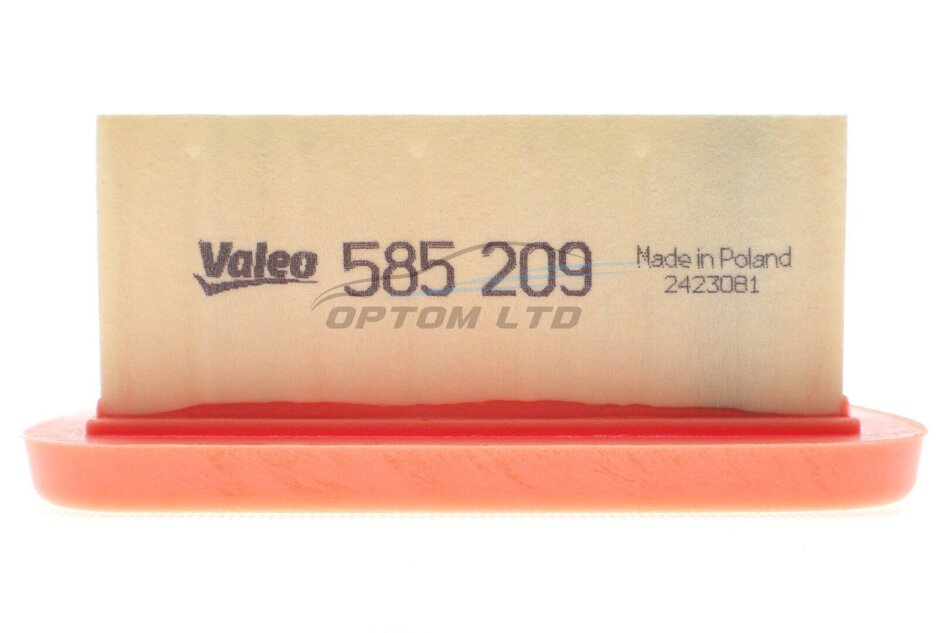 Valeo 585 209 Made in Poland
2423081
OPTOM LTD